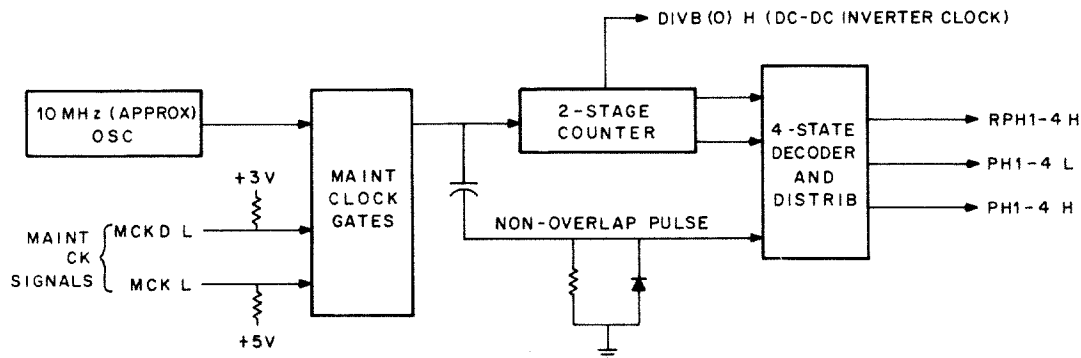 DIVB (0) H (DC-DC INVERTER CLOCK)
10 MHz (APPROX)
OSC
MAINT
CLOCK
GATES
2-STAGE
COUNTER
4-STATE
DECODER
AND
DISTRIB
RPH1-4 H
PH1-4 L
PH1-4 H
+3V
MAINT
CK
SIGNALS
MCKD L
MCK L
+5V
NON-OVERLAP PULSE